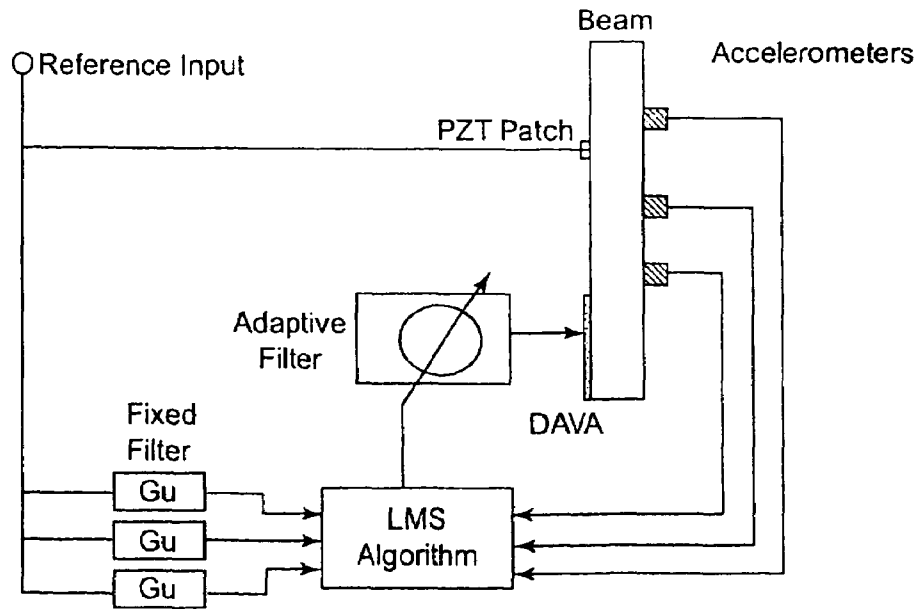 Beam
Reference Input
Accelerometers
PZT Patch
Adaptive
Filter
DAVA
Fixed
Filter
Gu
Gu
Gu
LMS
Algorithm